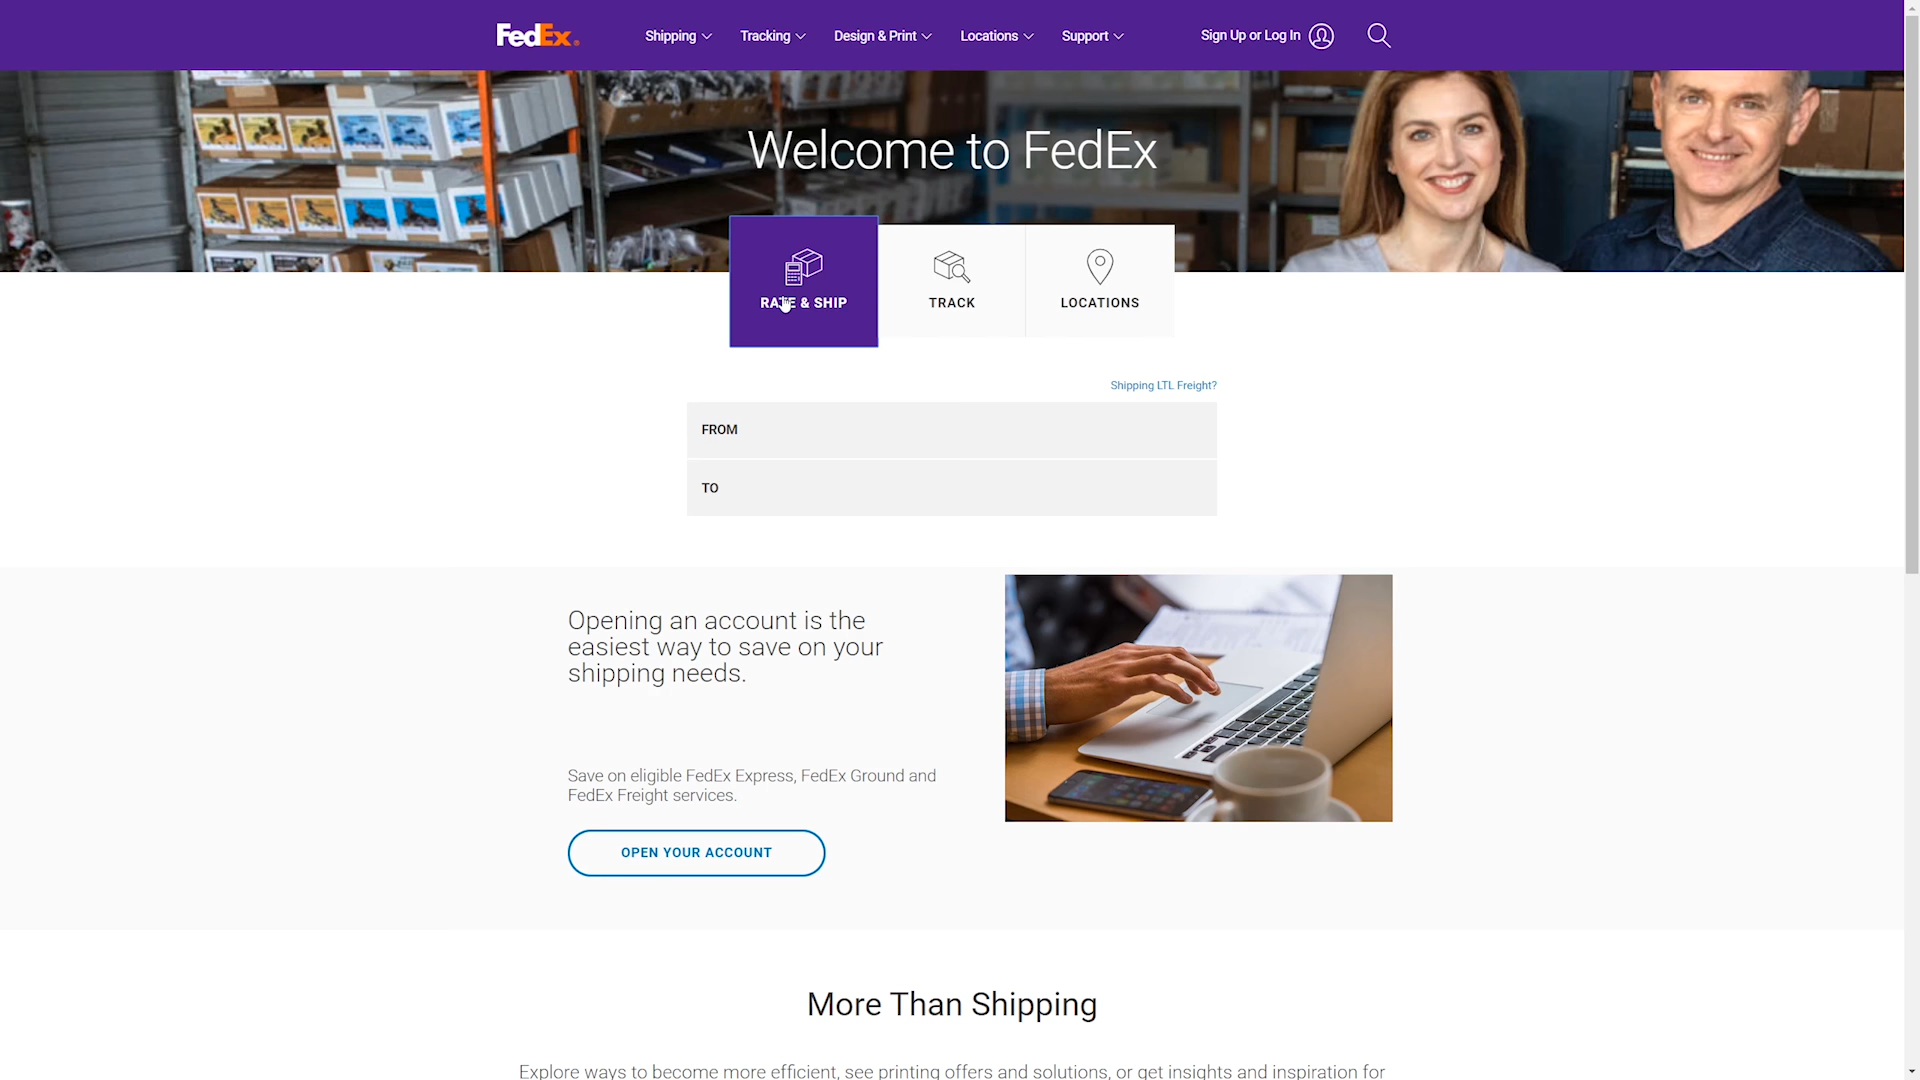 FedEx® Shipping Tracking Design & Print Locations Support Sign Up or Log In
Welcome to FedEx
RATE & SHIP TRACK LOCATIONS
Shipping LTL Freight?
FROM
TO
Opening an account is the
easiest way to save on your
shipping needs.
Save on eligible FedEx Express, FedEx Ground and
FedEx Freight services.
OPEN YOUR ACCOUNT
More Than Shipping
Explore ways to become more efficient, see printing offers and solutions, or get insights and inspiration for